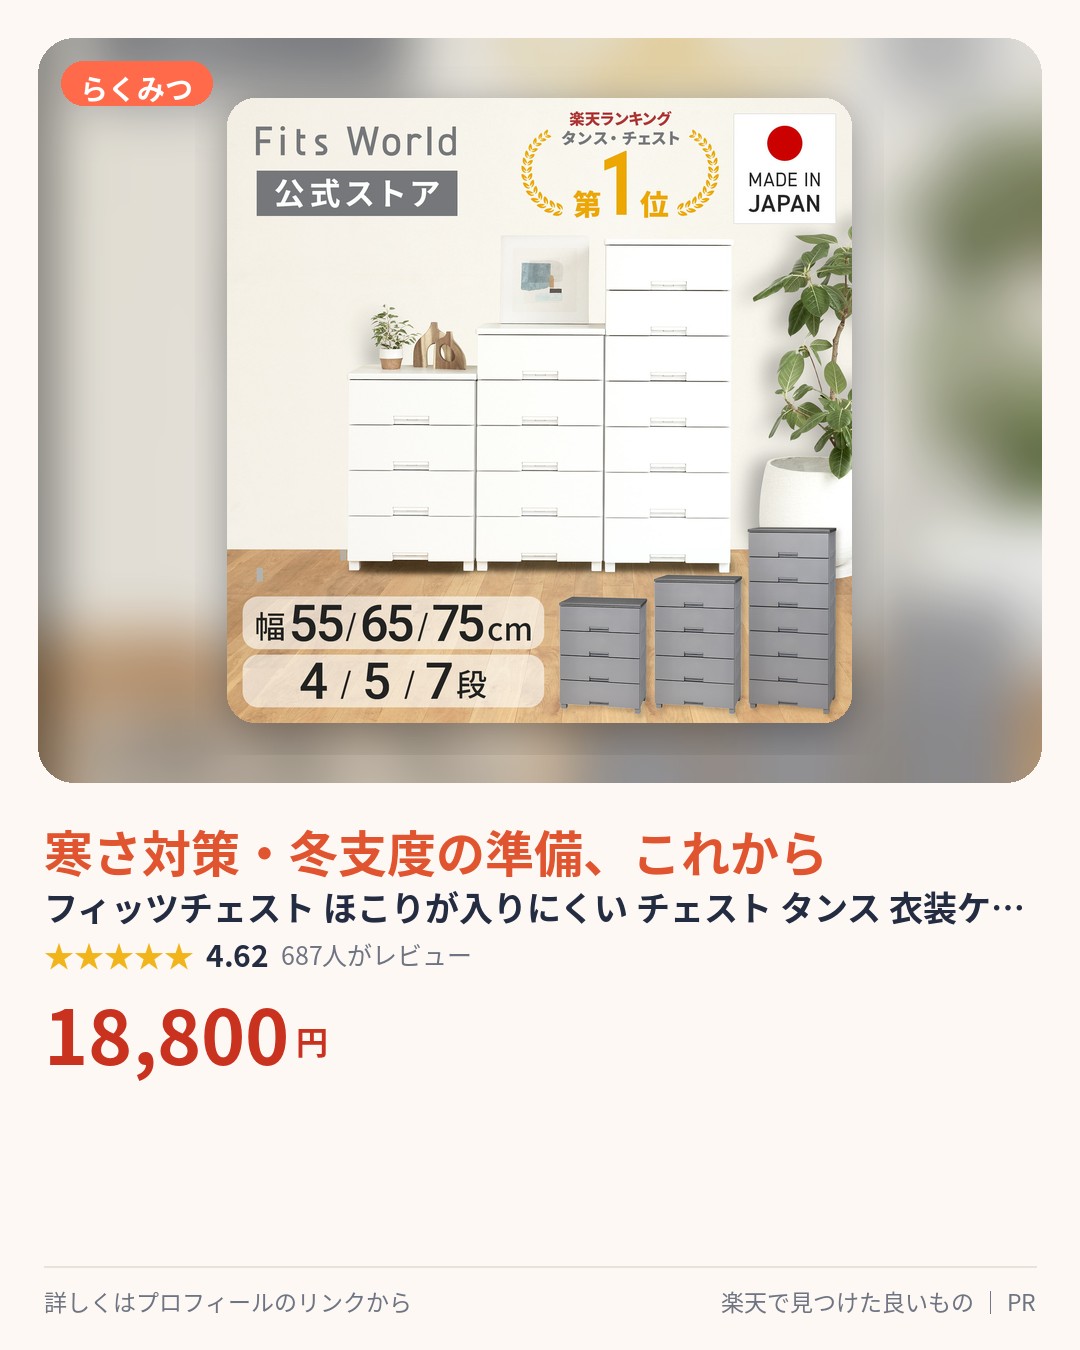 らくみつ
Fits World
公式ストア
楽天ランキング
タンス・チェスト
第1位
MADE IN
JAPAN
幅55/65/75cm
4/5/7段
寒さ対策・冬支度の準備、これから
フィッツチェスト ほこりが入りにくい チェスト タンス 衣装ケ…
★★★★★ 4.62 687人がレビュー
18,800円
詳しくはプロフィールのリンクから
楽天で見つけた良いもの｜PR